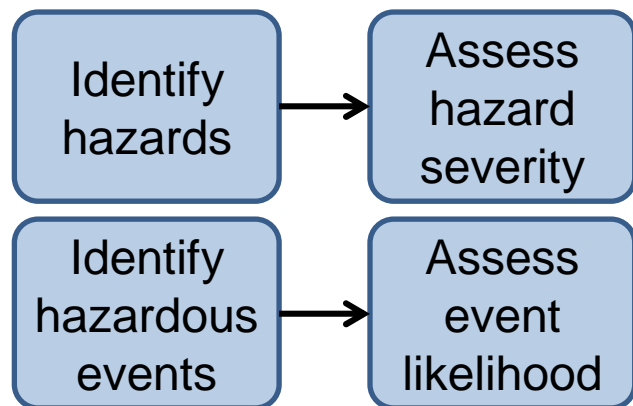 Identify
hazards
Assess
hazard
severity
Identify
hazardous
events
Assess
event
likelihood